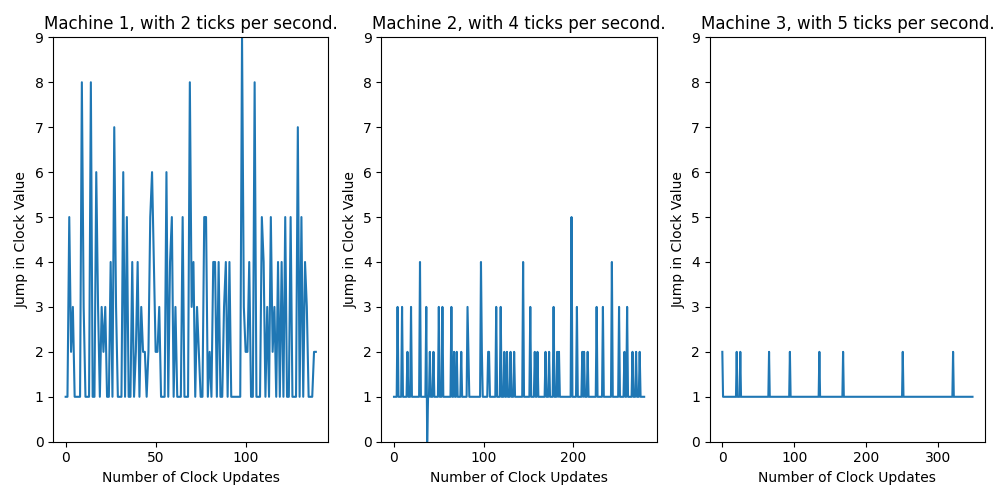 Machine 1, with 2 ticks per second.
9
8
7
6
5
4
3
2
1
0
Jump in Clock Value
0 50 100
Number of Clock Updates
Machine 2, with 4 ticks per second.
9
8
7
6
5
4
3
2
1
0
Jump in Clock Value
0 100 200
Number of Clock Updates
Machine 3, with 5 ticks per second.
9
8
7
6
5
4
3
2
1
0
Jump in Clock Value
0 100 200 300
Number of Clock Updates